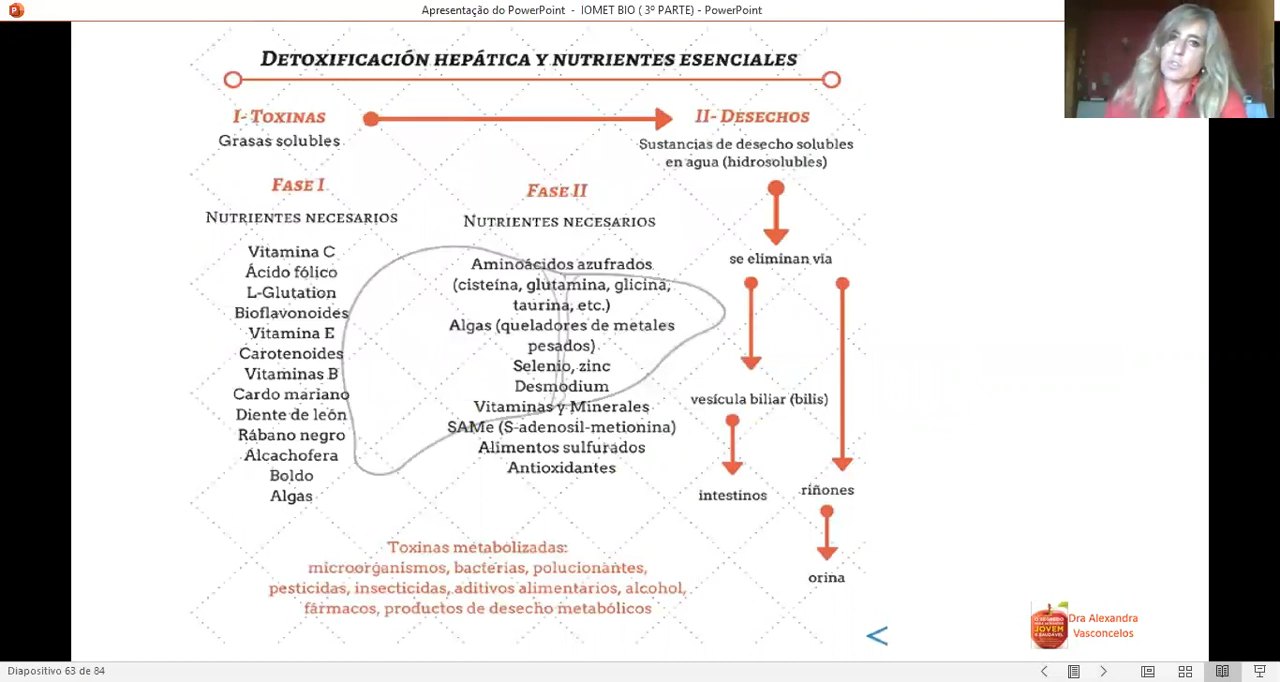 Apresentação do PowerPoint - IOMET BIO ( 3º PARTE) - PowerPoint
DETOXIFICACIÓN HEPÁTICA Y NUTRIENTES ESENCIALES
I- TOXINAS
Grasas solubles
II- DESECHOS
Sustancias de desecho solubles
en agua (hidrosolubles)
FASE I
NUTRIENTES NECESARIOS
Vitamina C
Ácido fólico
L-Glutation
Bioflavonoides
Vitamina E
Carotenoides
Vitaminas B
Cardo mariano
Diente de león
Rábano negro
Alcachofera
Boldo
Algas
FASE II
NUTRIENTES NECESARIOS
Aminoácidos azufrados
(cisteína, glutamina, glicina,
taurina, etc.)
Algas (queladores de metales
pesados)
Selenio, zinc
Desmodium
Vitaminas y Minerales
SAMe (S-adenosil-metionina)
Alimentos sulfurados
Antioxidantes
se eliminan vía
vesícula biliar (bilis)
intestinos
riñones
orina
Toxinas metabolizadas:
microorganismos, bacterias, polucionantes,
pesticidas, insecticidas, aditivos alimentarios, alcohol,
fármacos, productos de desecho metabólicos
JOVEM
Dra Alexandra
Vasconcelos
Diapositivo 63 de 84